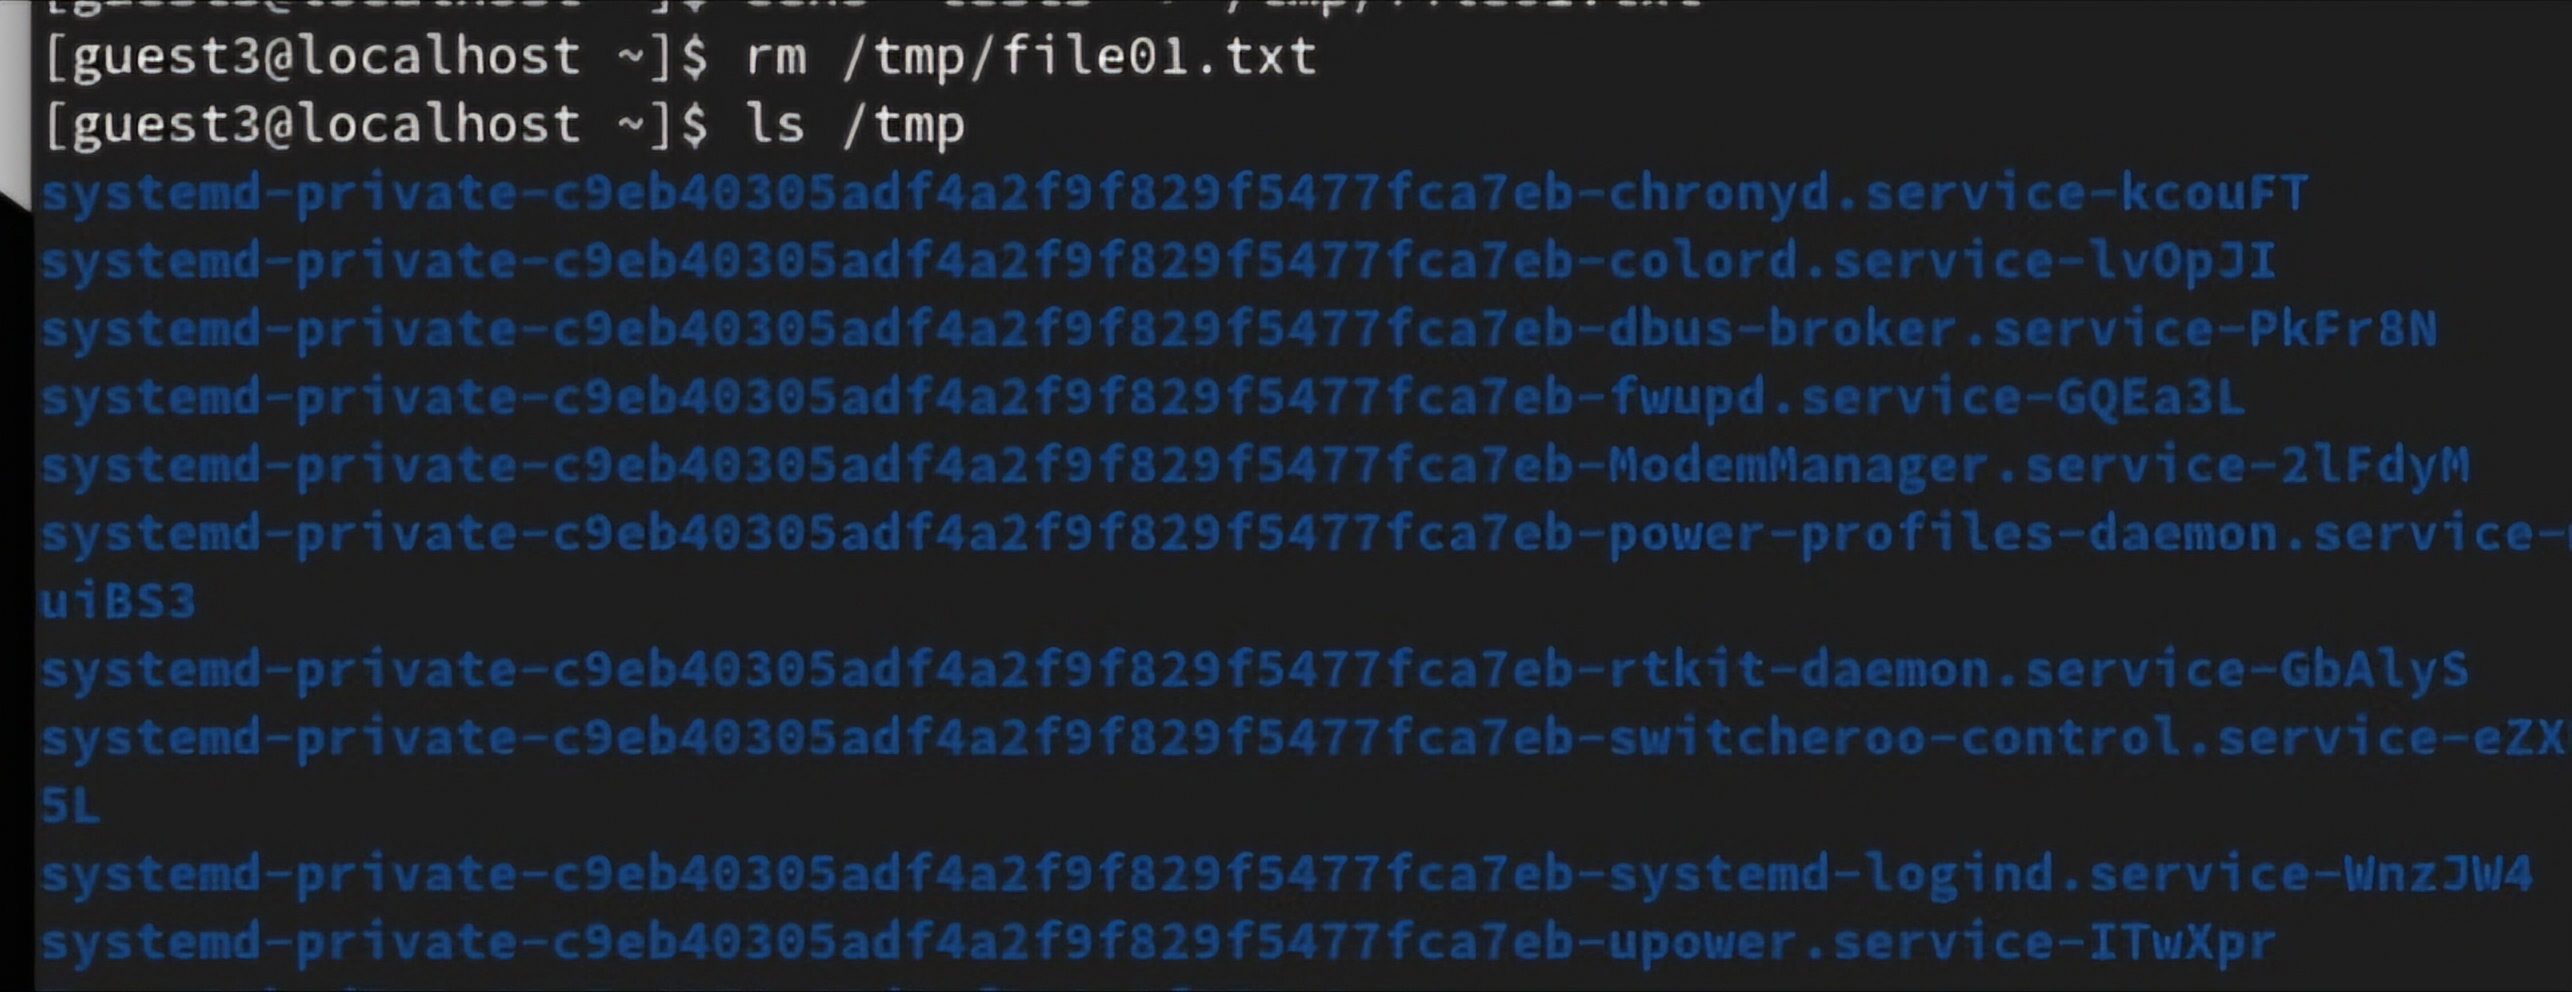 [guest3@localhost ~]$ rm /tmp/file01.txt
[guest3@localhost ~]$ ls /tmp
systemd-private-c9eb40305adf4a2f9f829f5477fca7eb-chronyd.service-kcouFT
systemd-private-c9eb40305adf4a2f9f829f5477fca7eb-colord.service-lvOpJI
systemd-private-c9eb40305adf4a2f9f829f5477fca7eb-dbus-broker.service-PkFr8N
systemd-private-c9eb40305adf4a2f9f829f5477fca7eb-fwupd.service-GQEa3L
systemd-private-c9eb40305adf4a2f9f829f5477fca7eb-ModemManager.service-2lFdyM
systemd-private-c9eb40305adf4a2f9f829f5477fca7eb-power-profiles-daemon.service-
uiBS3
systemd-private-c9eb40305adf4a2f9f829f5477fca7eb-rtkit-daemon.service-GbAlyS
systemd-private-c9eb40305adf4a2f9f829f5477fca7eb-switcheroo-control.service-eZX
5L
systemd-private-c9eb40305adf4a2f9f829f5477fca7eb-systemd-logind.service-WnzJW4
systemd-private-c9eb40305adf4a2f9f829f5477fca7eb-upower.service-ITwXpr